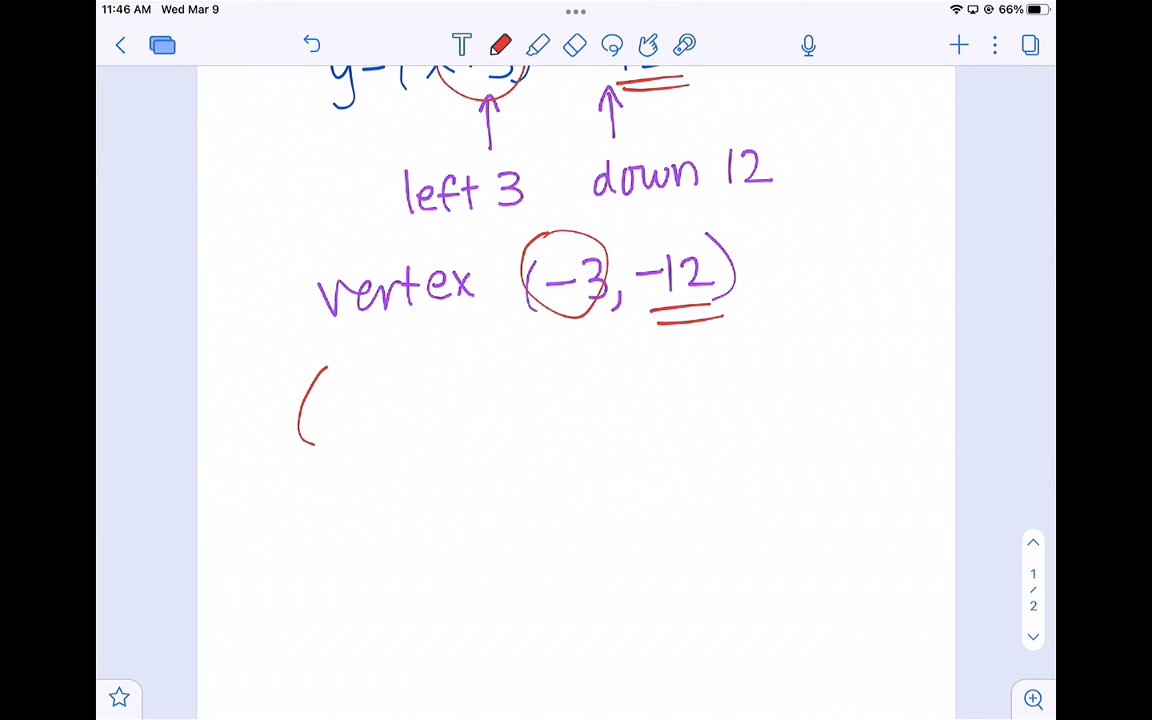 11:46 AM Wed Mar 9
66%
T
left 3 down 12
vertex (-3, -12)
(
1
/
2